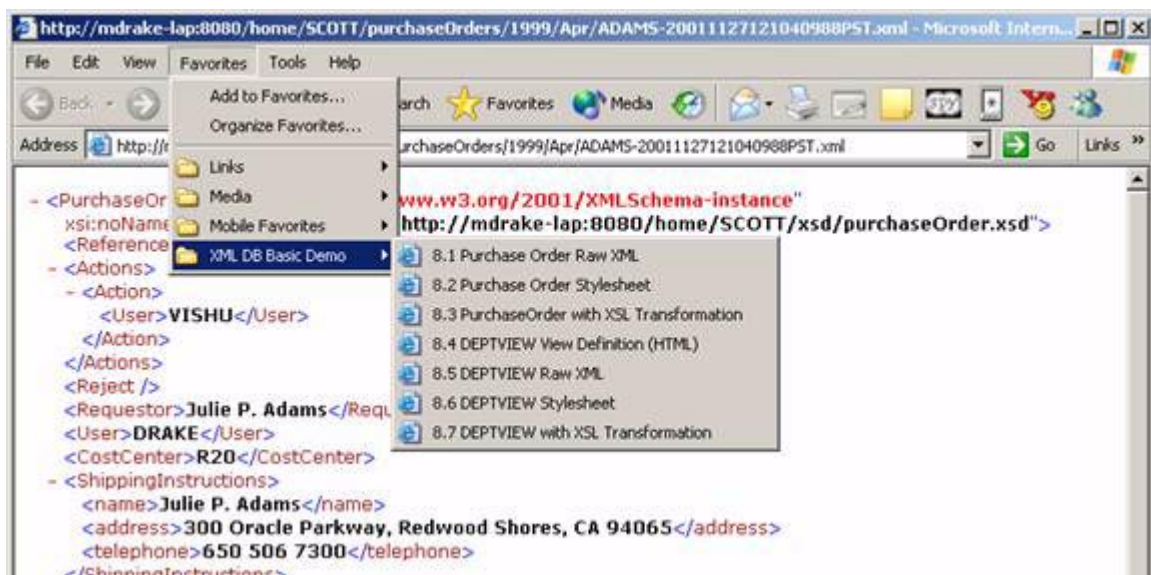 http://mdrake-lap:8080/home/SCOTT/purchaseOrders/1999/Apr/ADAMS-20011127121040988PST.xml - Microsoft Intern...
File Edit View Favorites Tools Help
Back
arch Favorites Media
Address http:// urchaseOrders/1999/Apr/ADAMS-20011127121040988PST.xml Go Links »
Add to Favorites...
Organize Favorites...
Links
Media
Mobile Favorites
XML DB Basic Demo
8.1 Purchase Order Raw XML
8.2 Purchase Order Stylesheet
8.3 PurchaseOrder with XSL Transformation
8.4 DEPTVIEW View Definition (HTML)
8.5 DEPTVIEW Raw XML
8.6 DEPTVIEW Stylesheet
8.7 DEPTVIEW with XSL Transformation
- <PurchaseOr ww.w3.org/2001/XMLSchema-instance"
xsi:noName http://mdrake-lap:8080/home/SCOTT/xsd/purchaseOrder.xsd">
<Reference
- <Actions>
- <Action>
<User>VISHU</User>
</Action>
</Actions>
<Reject />
<Requestor>Julie P. Adams</Requ
<User>DRAKE</User>
<CostCenter>R20</CostCenter>
- <ShippingInstructions>
<name>Julie P. Adams</name>
<address>300 Oracle Parkway, Redwood Shores, CA 94065</address>
<telephone>650 506 7300</telephone>
</ShippingInstructions>